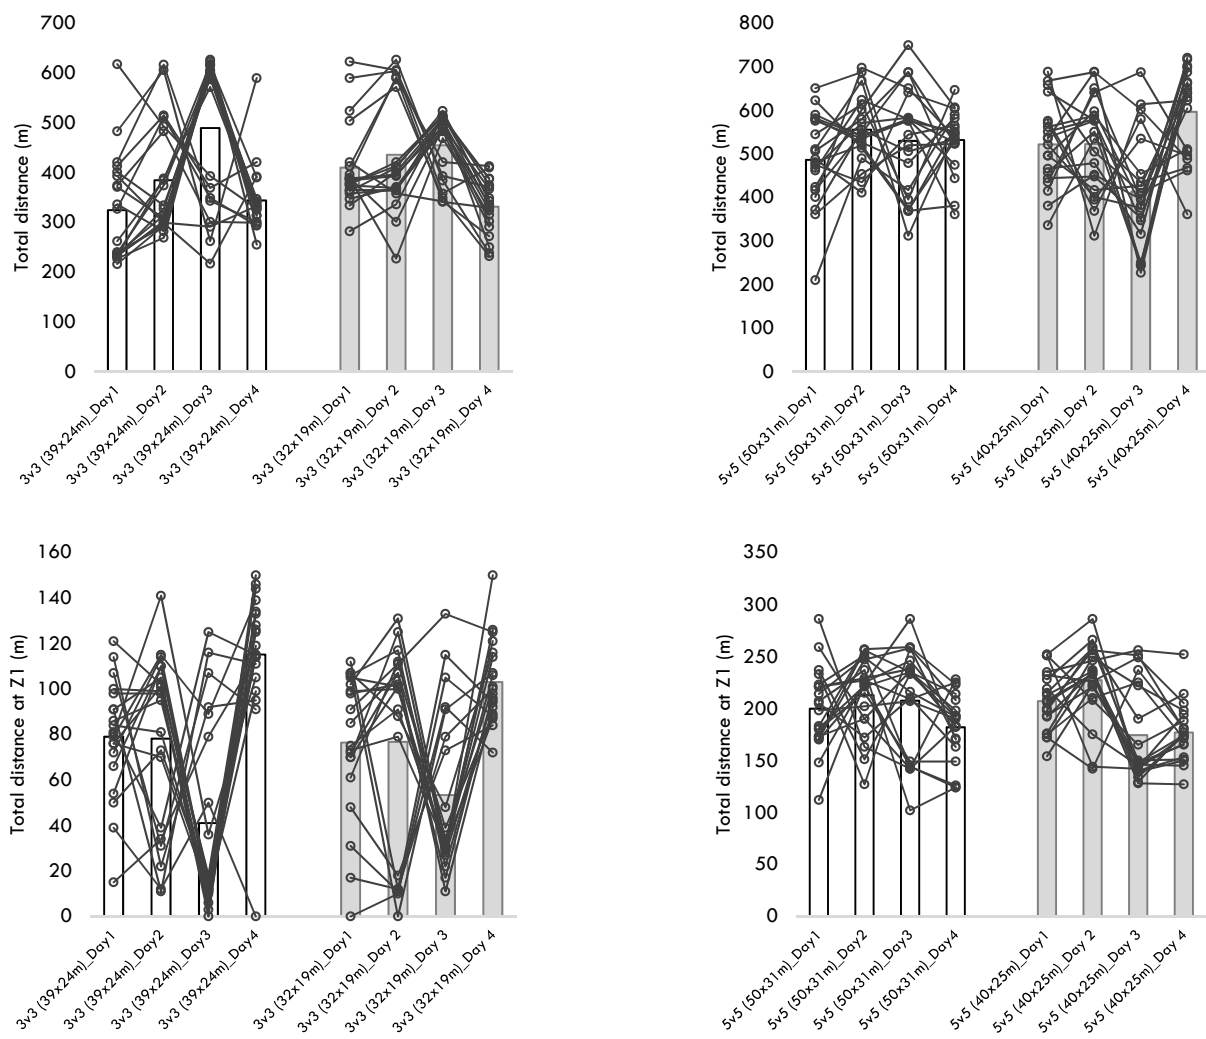 700
600
500
400
300
200
100
0
Total distance (m)
3v3 (39x24m)_Day1
3v3 (39x24m)_Day2
3v3 (39x24m)_Day3
3v3 (39x24m)_Day4
3v3 (32x19m)_Day1
3v3 (32x19m)_Day 2
3v3 (32x19m)_Day 3
3v3 (32x19m)_Day 4
800
700
600
500
400
300
200
100
0
Total distance (m)
5v5 (50x31m)_Day1
5v5 (50x31m)_Day2
5v5 (50x31m)_Day3
5v5 (50x31m)_Day4
5v5 (40x25m)_Day1
5v5 (40x25m)_Day 2
5v5 (40x25m)_Day 3
5v5 (40x25m)_Day 4
160
140
120
100
80
60
40
20
0
Total distance at Z1 (m)
3v3 (39x24m)_Day1
3v3 (39x24m)_Day2
3v3 (39x24m)_Day3
3v3 (39x24m)_Day4
3v3 (32x19m)_Day1
3v3 (32x19m)_Day 2
3v3 (32x19m)_Day 3
3v3 (32x19m)_Day 4
350
300
250
200
150
100
50
0
Total distance at Z1 (m)
5v5 (50x31m)_Day1
5v5 (50x31m)_Day2
5v5 (50x31m)_Day3
5v5 (50x31m)_Day4
5v5 (40x25m)_Day1
5v5 (40x25m)_Day 2
5v5 (40x25m)_Day 3
5v5 (40x25m)_Day 4